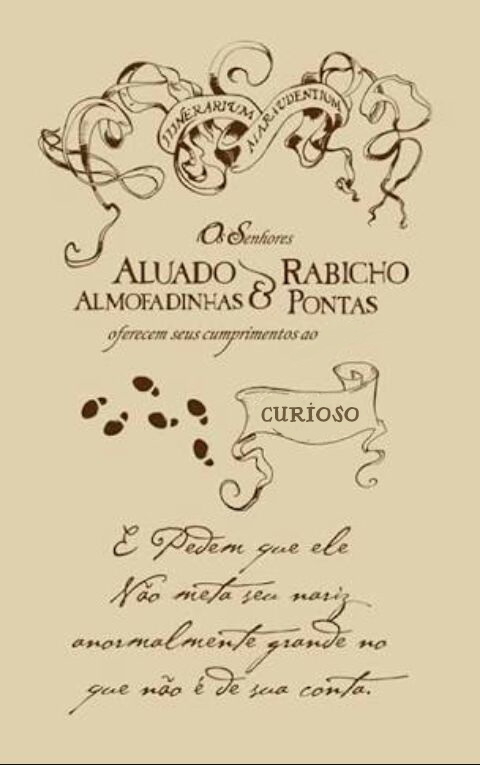 ITINERARIUM MARAUDENTIUM
Os Senhores
ALUADO & RABICHO
ALMOFADINHAS PONTAS
oferecem seus cumprimentos ao
CURIOSO
E Pedem que ele
Não meta seu nariz
anormalmente grande no
que não é de sua conta.